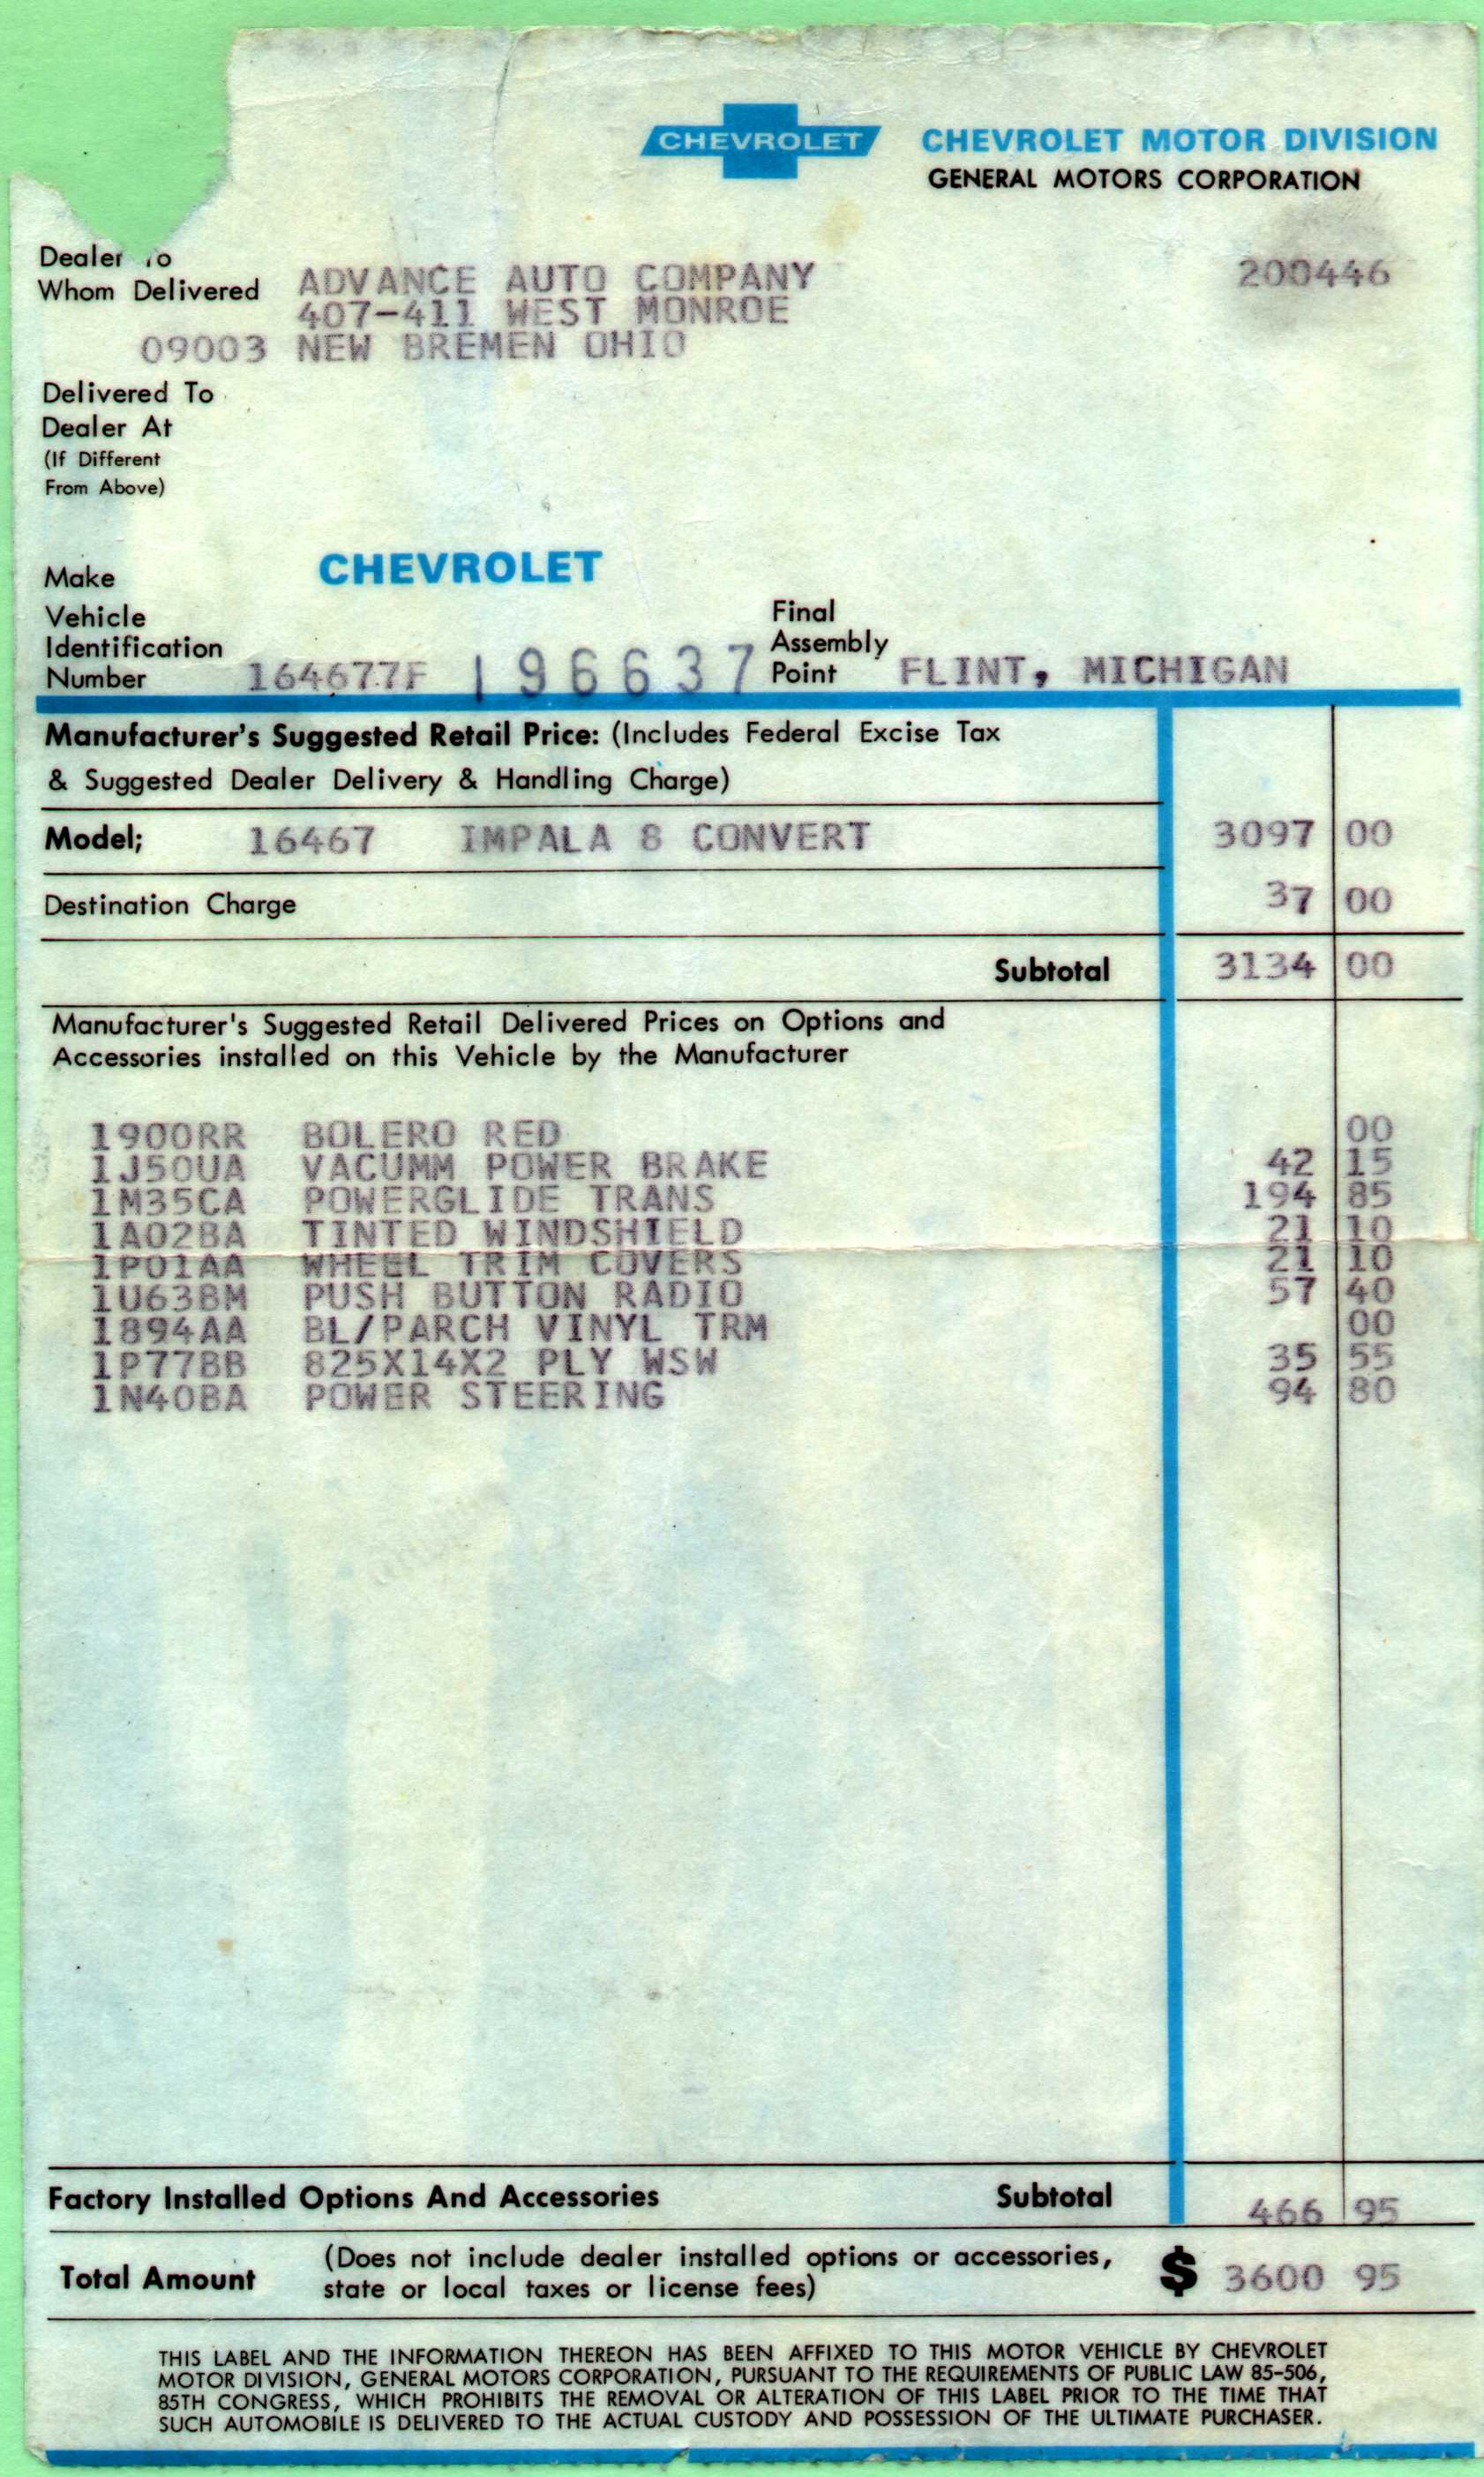 CHEVROLET
CHEVROLET MOTOR DIVISION
GENERAL MOTORS CORPORATION
Dealer To
Whom Delivered ADVANCE AUTO COMPANY 200446
407-411 WEST MONROE
09003 NEW BREMEN OHIO
Delivered To
Dealer At
(If Different
From Above)
Make CHEVROLET
Vehicle
Identification
Number 164677F 196637
Final
Assembly
Point FLINT, MICHIGAN
Manufacturer's Suggested Retail Price: (Includes Federal Excise Tax
& Suggested Dealer Delivery & Handling Charge)
Model; 16467 IMPALA 8 CONVERT 3097 00
Destination Charge 37 00
Subtotal 3134 00
Manufacturer's Suggested Retail Delivered Prices on Options and
Accessories installed on this Vehicle by the Manufacturer
1900RR BOLERO RED 00
1J50UA VACUMM POWER BRAKE 42 15
1M35CA POWERGLIDE TRANS 194 85
1A02BA TINTED WINDSHIELD 21 10
1P01AA WHEEL TRIM COVERS 21 10
1U63BM PUSH BUTTON RADIO 57 40
1894AA BL/PARCH VINYL TRM 00
1P77BB 825X14X2 PLY WSW 35 55
1N40BA POWER STEERING 94 80
Factory Installed Options And Accessories Subtotal 466 95
Total Amount (Does not include dealer installed options or accessories,
state or local taxes or license fees) $ 3600 95
THIS LABEL AND THE INFORMATION THEREON HAS BEEN AFFIXED TO THIS MOTOR VEHICLE BY CHEVROLET
MOTOR DIVISION, GENERAL MOTORS CORPORATION, PURSUANT TO THE REQUIREMENTS OF PUBLIC LAW 85-506,
85TH CONGRESS, WHICH PROHIBITS THE REMOVAL OR ALTERATION OF THIS LABEL PRIOR TO THE TIME THAT
SUCH AUTOMOBILE IS DELIVERED TO THE ACTUAL CUSTODY AND POSSESSION OF THE ULTIMATE PURCHASER.